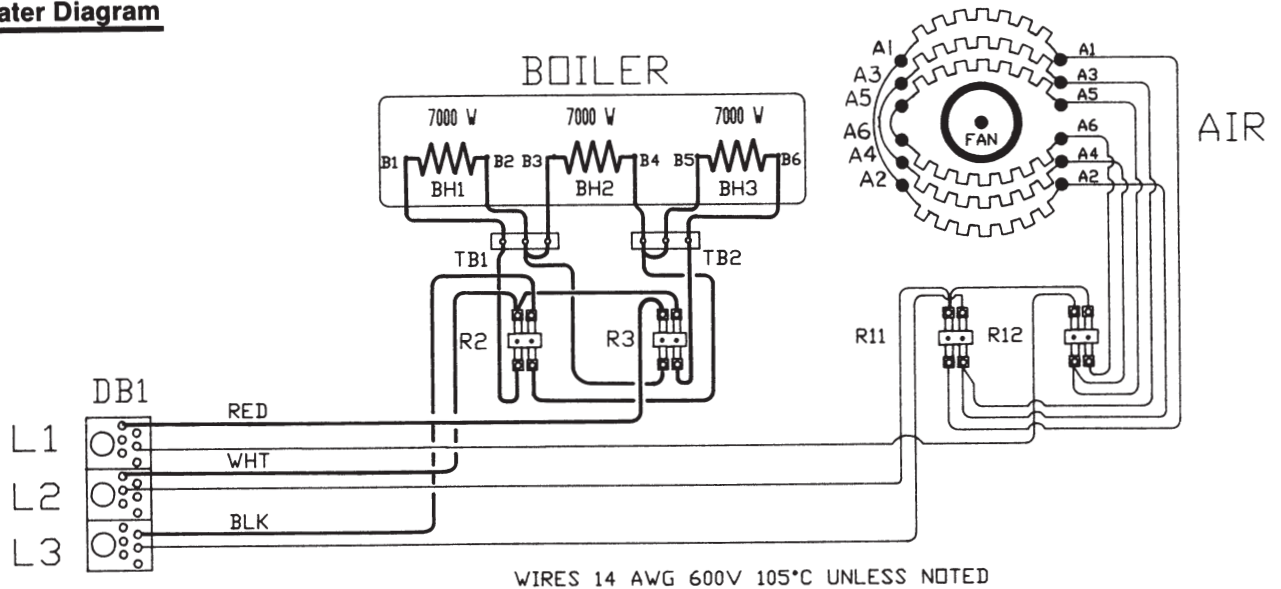 ater Diagram
BOILER
7000 W 7000 W 7000 W
B1 B2 B3 B4 B5 B6
BH1 BH2 BH3
TB1 TB2
R2 R3
A1 A1
A3 A3
A5 A5
A6 A6
A4 A4
A2 A2
FAN
AIR
R11 R12
DB1
L1 RED
L2 WHT
L3 BLK
WIRES 14 AWG 600V 105°C UNLESS NOTED